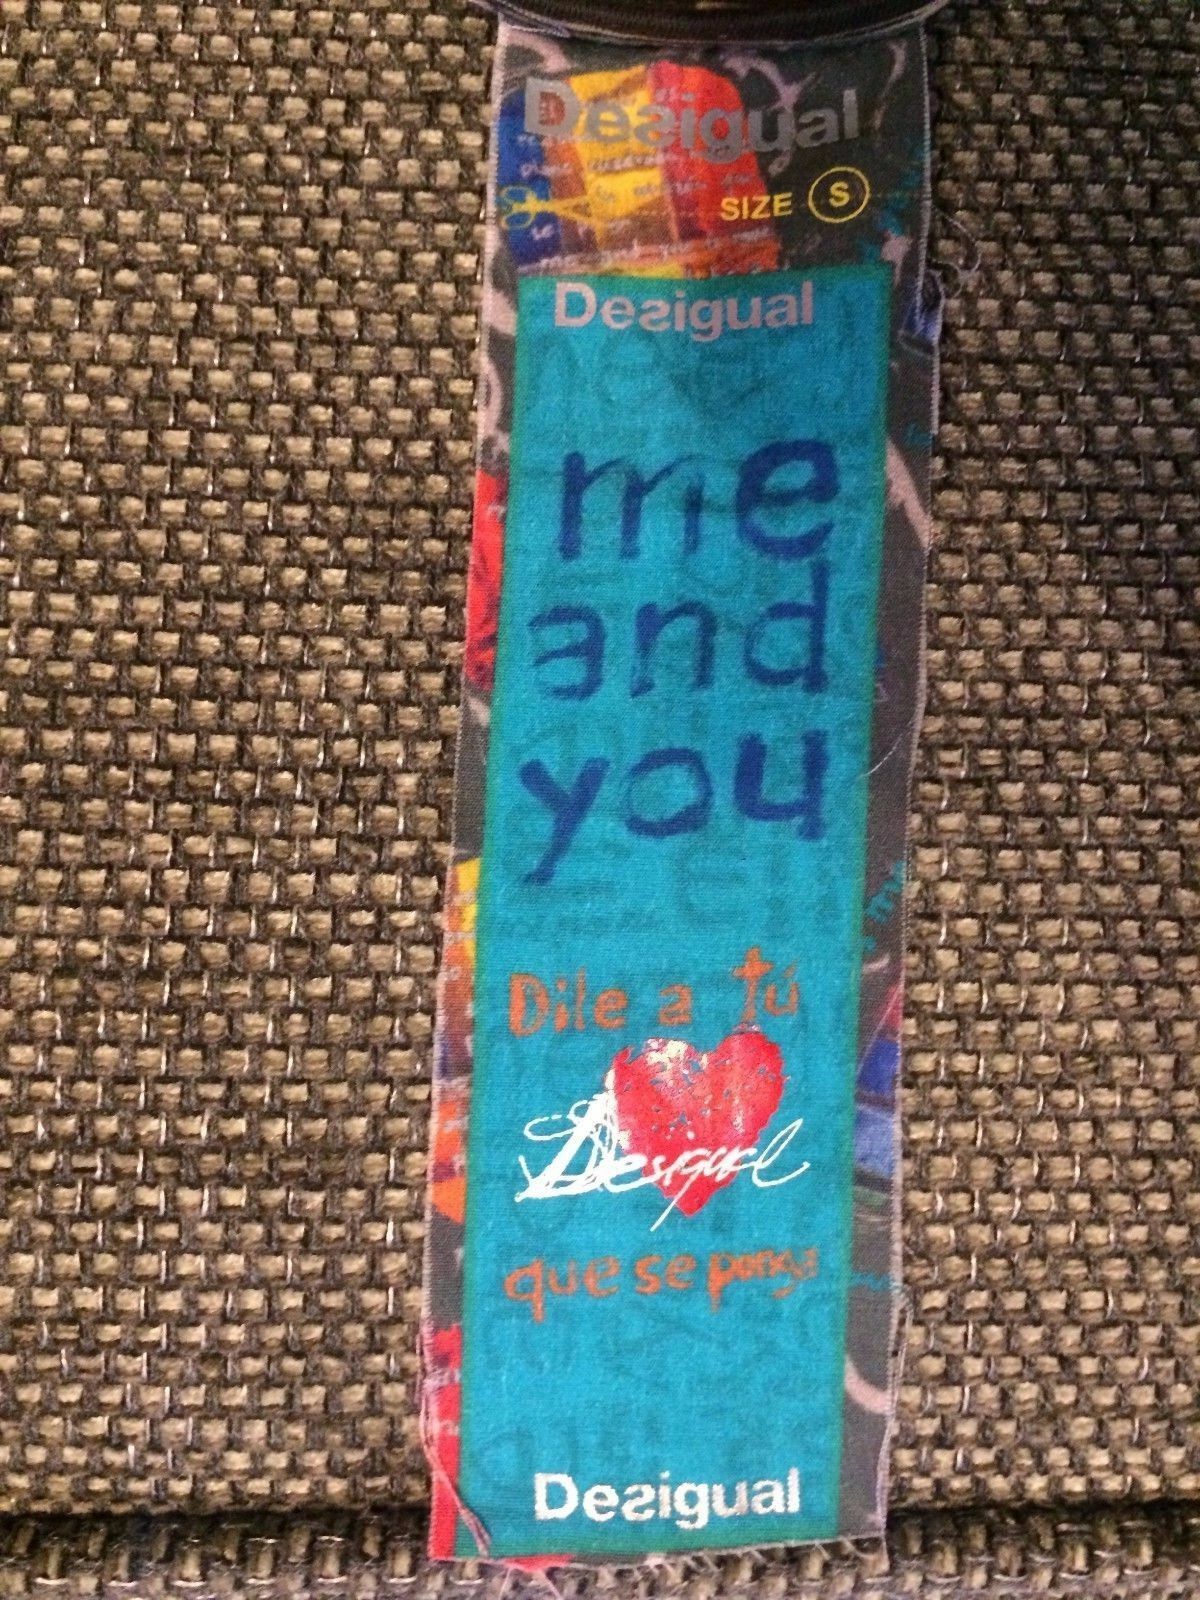 Desigual
SIZE S
Desigual
me
and
you
Dile a tú
Desigual
que se ponga
Desigual